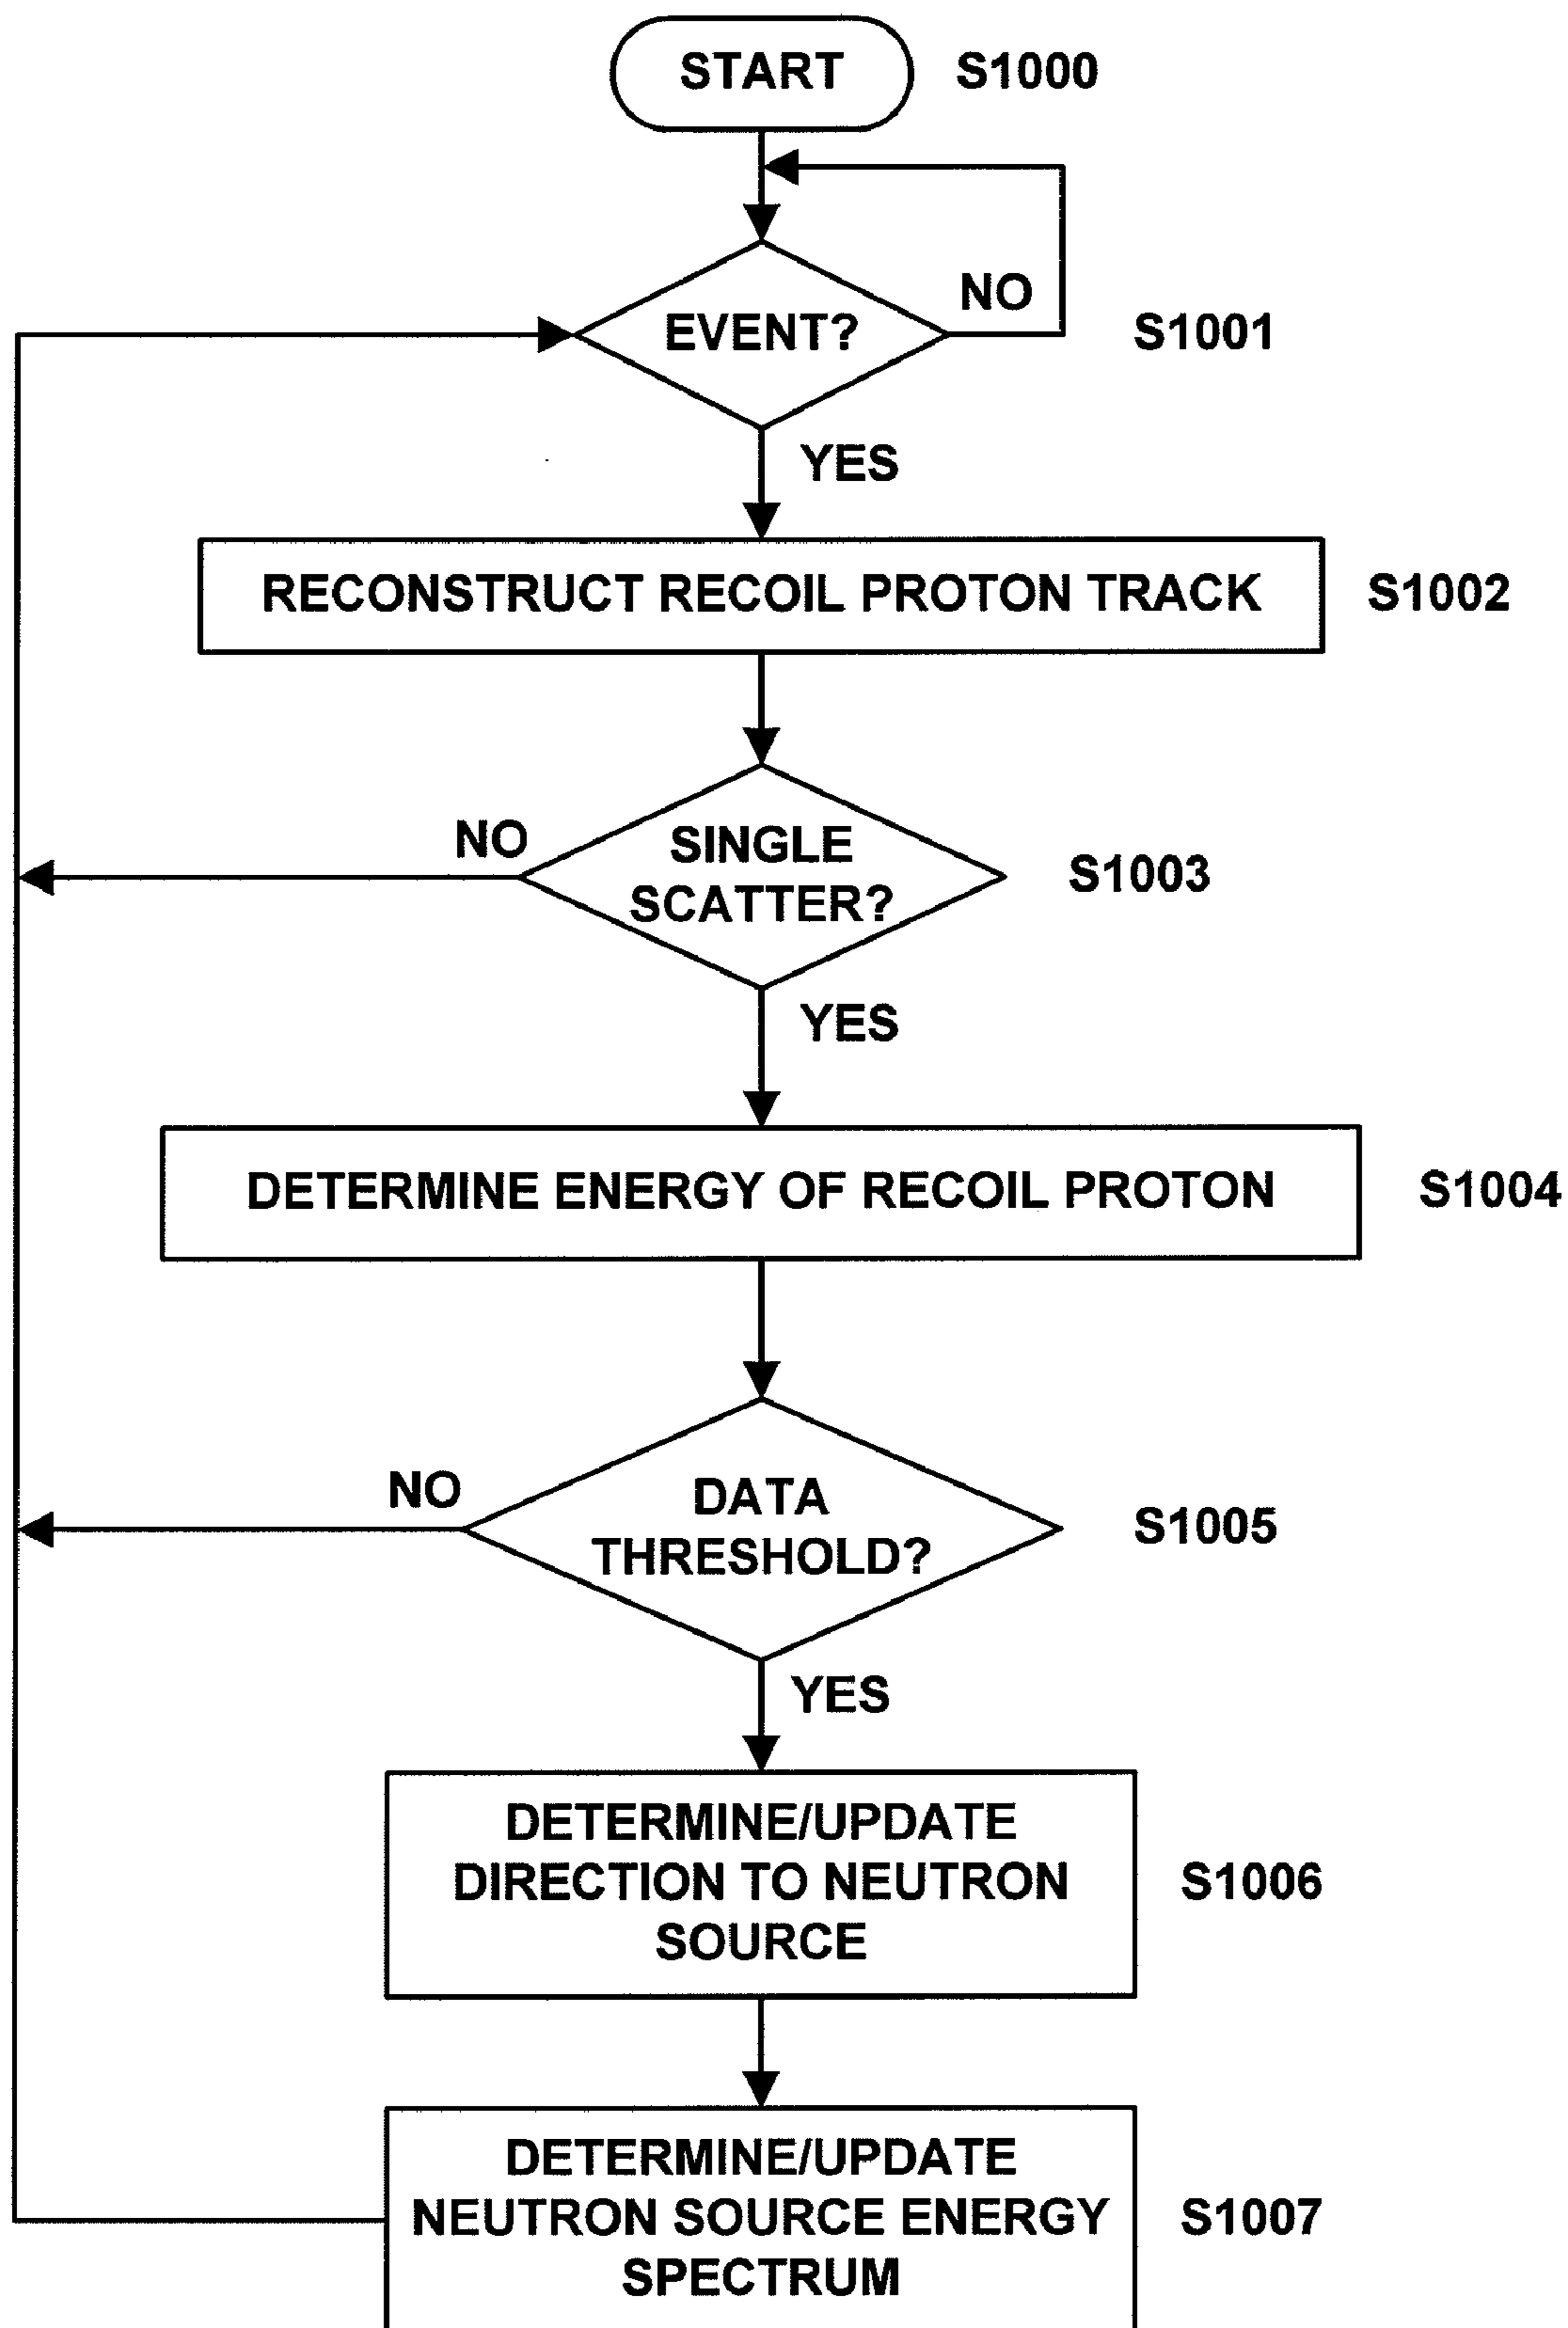 START S1000
NO
EVENT? S1001
YES
RECONSTRUCT RECOIL PROTON TRACK S1002
NO
SINGLE
SCATTER?
S1003
YES
DETERMINE ENERGY OF RECOIL PROTON S1004
NO
DATA
THRESHOLD?
S1005
YES
DETERMINE/UPDATE
DIRECTION TO NEUTRON
SOURCE
S1006
DETERMINE/UPDATE
NEUTRON SOURCE ENERGY
SPECTRUM
S1007